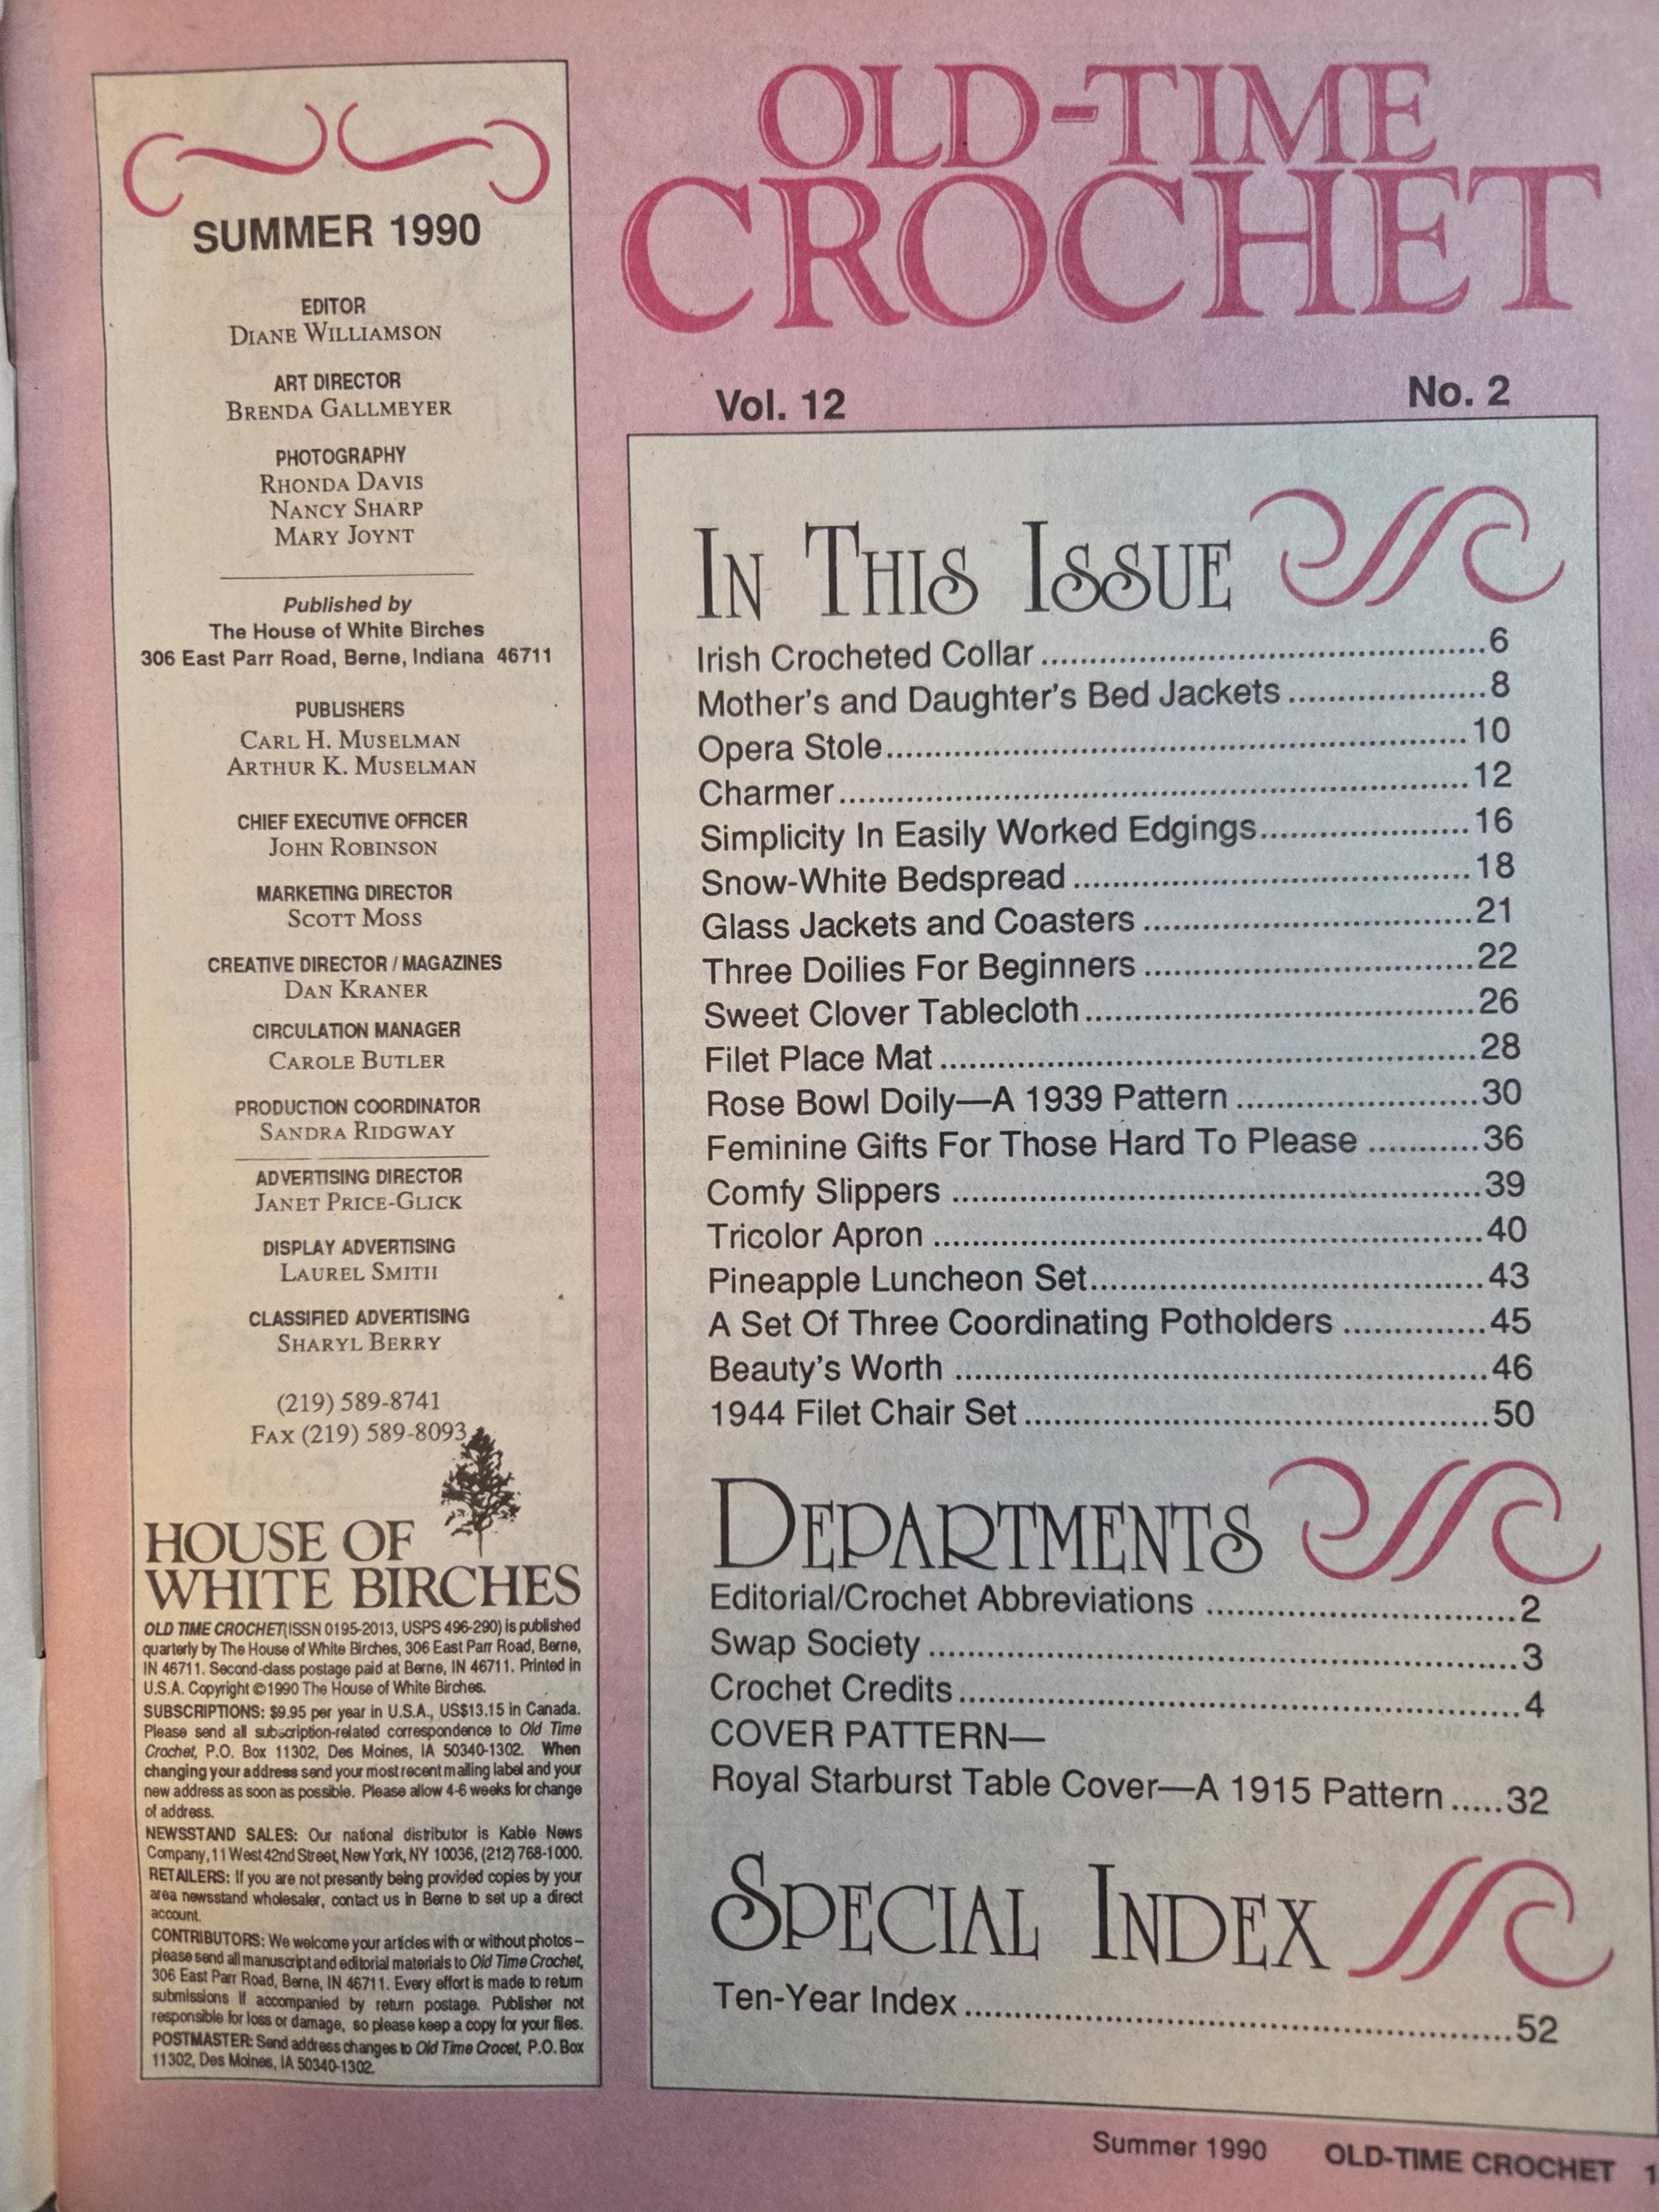 SUMMER 1990
EDITOR
DIANE WILLIAMSON
ART DIRECTOR
BRENDA GALLMEYER
PHOTOGRAPHY
RHONDA DAVIS
NANCY SHARP
MARY JOYNT
Published by
The House of White Birches
306 East Parr Road, Berne, Indiana 46711
PUBLISHERS
CARL H. MUSELMAN
ARTHUR K. MUSELMAN
CHIEF EXECUTIVE OFFICER
JOHN ROBINSON
MARKETING DIRECTOR
SCOTT MOSS
CREATIVE DIRECTOR / MAGAZINES
DAN KRANER
CIRCULATION MANAGER
CAROLE BUTLER
PRODUCTION COORDINATOR
SANDRA RIDGWAY
ADVERTISING DIRECTOR
JANET PRICE-GLICK
DISPLAY ADVERTISING
LAUREL SMITH
CLASSIFIED ADVERTISING
SHARYL BERRY
(219) 589-8741
FAX (219) 589-8093
HOUSE OF
WHITE BIRCHES
OLD TIME CROCHET(ISSN 0195-2013, USPS 496-290) is published
quarterly by The House of White Birches, 306 East Parr Road, Berne,
IN 46711. Second-class postage paid at Berne, IN 46711. Printed in
U.S.A. Copyright ©1990 The House of White Birches.
SUBSCRIPTIONS: $9.95 per year in U.S.A., US$13.15 in Canada.
Please send all subscription-related correspondence to Old Time
Crochet, P.O. Box 11302, Des Moines, IA 50340-1302. When
changing your address send your most recent mailing label and your
new address as soon as possible. Please allow 4-6 weeks for change
of address.
NEWSSTAND SALES: Our national distributor is Kable News
Company, 11 West 42nd Street, New York, NY 10036, (212) 768-1000.
RETAILERS: If you are not presently being provided copies by your
area newsstand wholesaler, contact us in Berne to set up a direct
account.
CONTRIBUTORS: We welcome your articles with or without photos–
please send all manuscript and editorial materials to Old Time Crochet,
306 East Parr Road, Berne, IN 46711. Every effort is made to return
submissions if accompanied by return postage. Publisher not
responsible for loss or damage, so please keep a copy for your files.
POSTMASTER: Send address changes to Old Time Crocet, P.O. Box
11302, Des Moines, IA 50340-1302.
OLD-TIME
CROCHET
Vol. 12 No. 2
IN THIS ISSUE
Irish Crocheted Collar ........ 6
Mother's and Daughter's Bed Jackets ........ 8
Opera Stole ........ 10
Charmer ........ 12
Simplicity In Easily Worked Edgings ........ 16
Snow-White Bedspread ........ 18
Glass Jackets and Coasters ........ 21
Three Doilies For Beginners ........ 22
Sweet Clover Tablecloth ........ 26
Filet Place Mat ........ 28
Rose Bowl Doily—A 1939 Pattern ........ 30
Feminine Gifts For Those Hard To Please ........ 36
Comfy Slippers ........ 39
Tricolor Apron ........ 40
Pineapple Luncheon Set ........ 43
A Set Of Three Coordinating Potholders ........ 45
Beauty's Worth ........ 46
1944 Filet Chair Set ........ 50
DEPARTMENTS
Editorial/Crochet Abbreviations ........ 2
Swap Society ........ 3
Crochet Credits ........ 4
COVER PATTERN—
Royal Starburst Table Cover—A 1915 Pattern ..... 32
SPECIAL INDEX
Ten-Year Index ........ 52
Summer 1990 OLD-TIME CROCHET 1